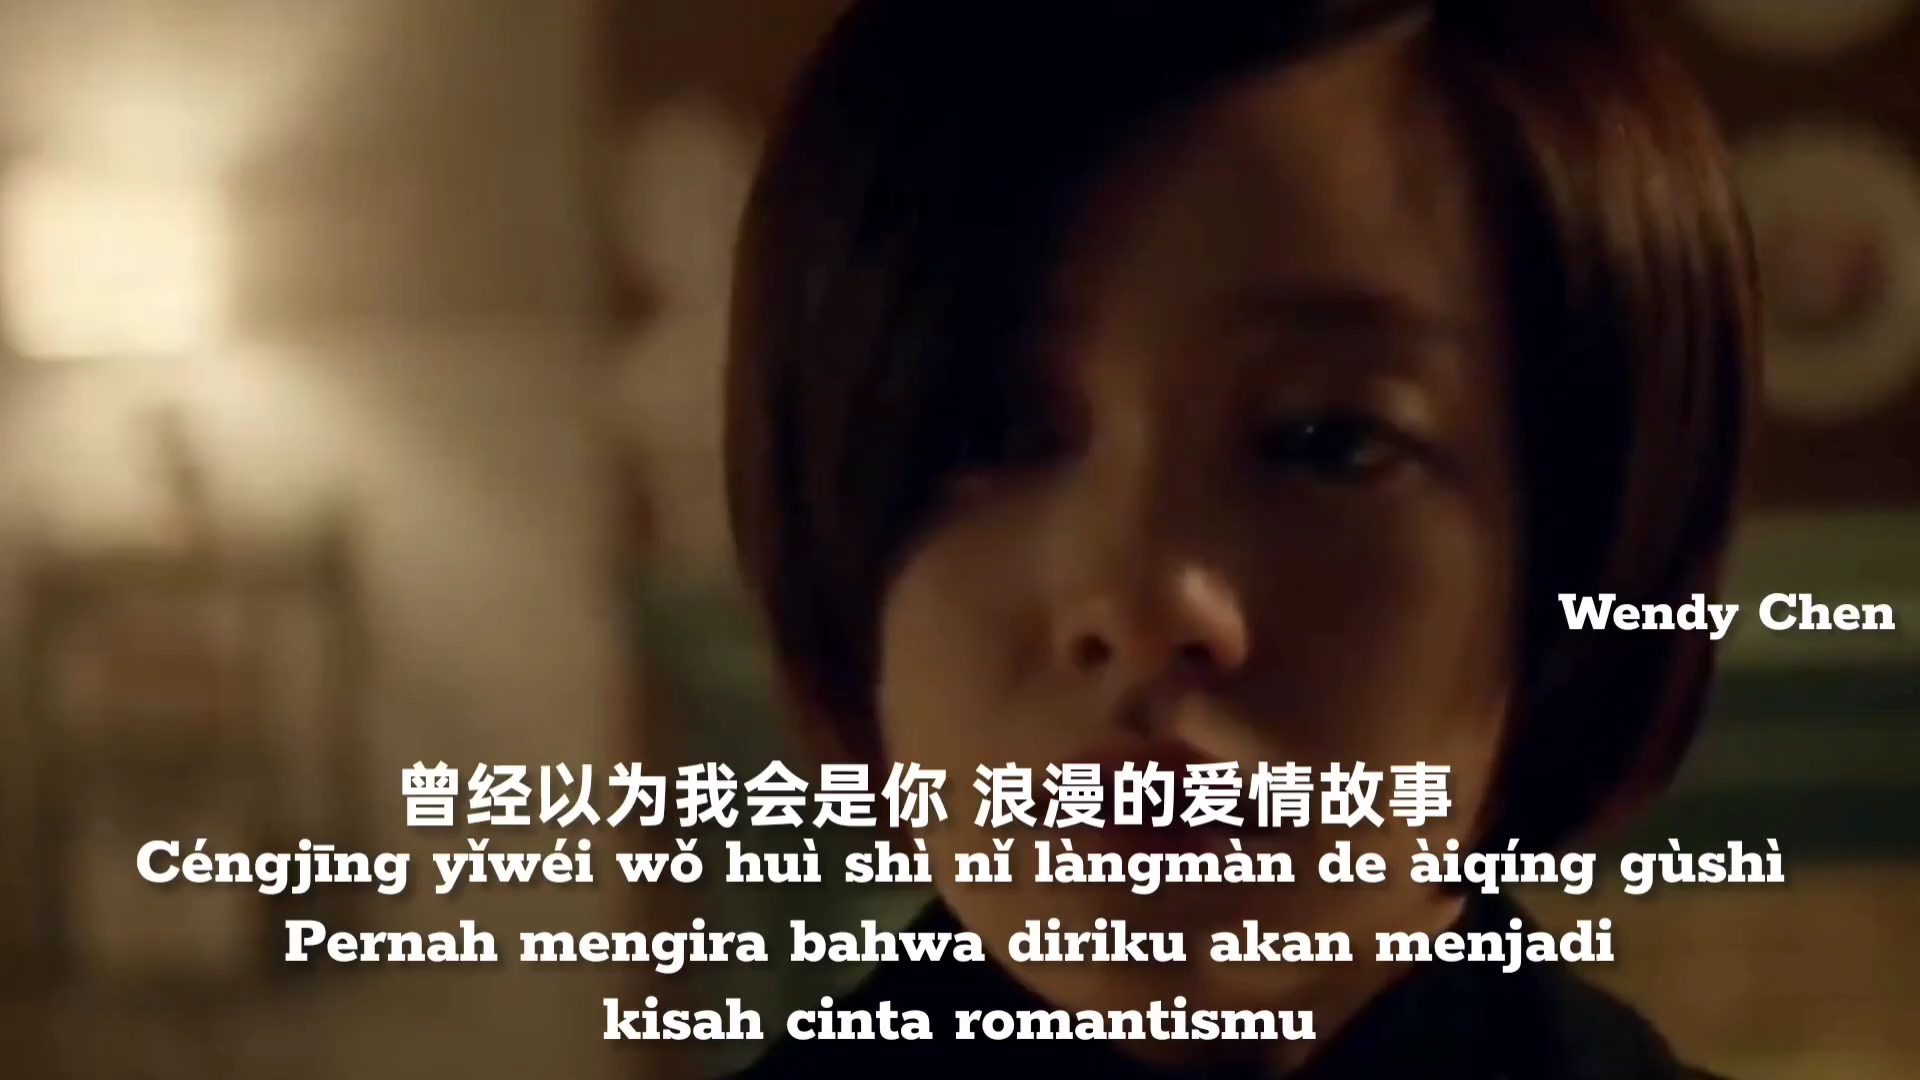 Wendy Chen
曾经以为我会是你 浪漫的爱情故事
Céngjīng yǐwéi wǒ huì shì nǐ làngmàn de àiqíng gùshì
Pernah mengira bahwa diriku akan menjadi
kisah cinta romantismu